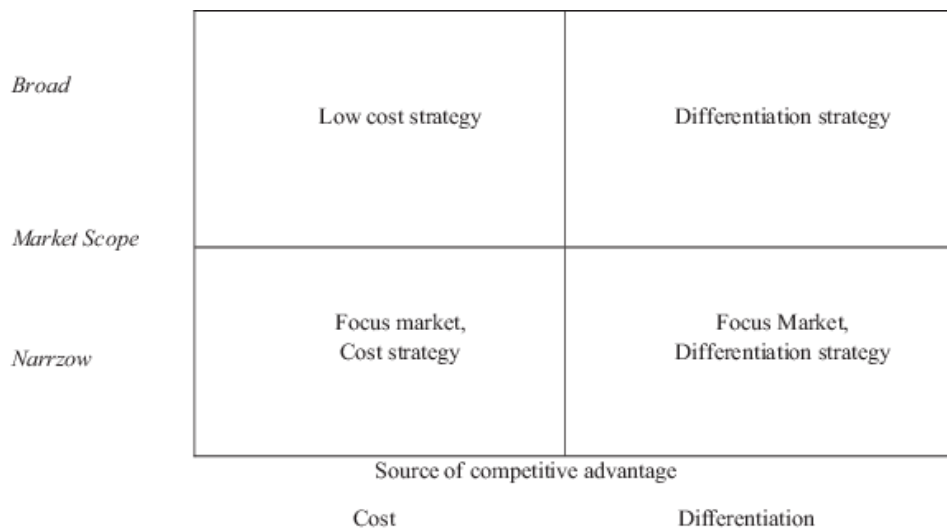 Broad
Low cost strategy
Differentiation strategy
Market Scope
Focus market,
Cost strategy
Focus Market,
Differentiation strategy
Narrzow
Source of competitive advantage
Cost
Differentiation